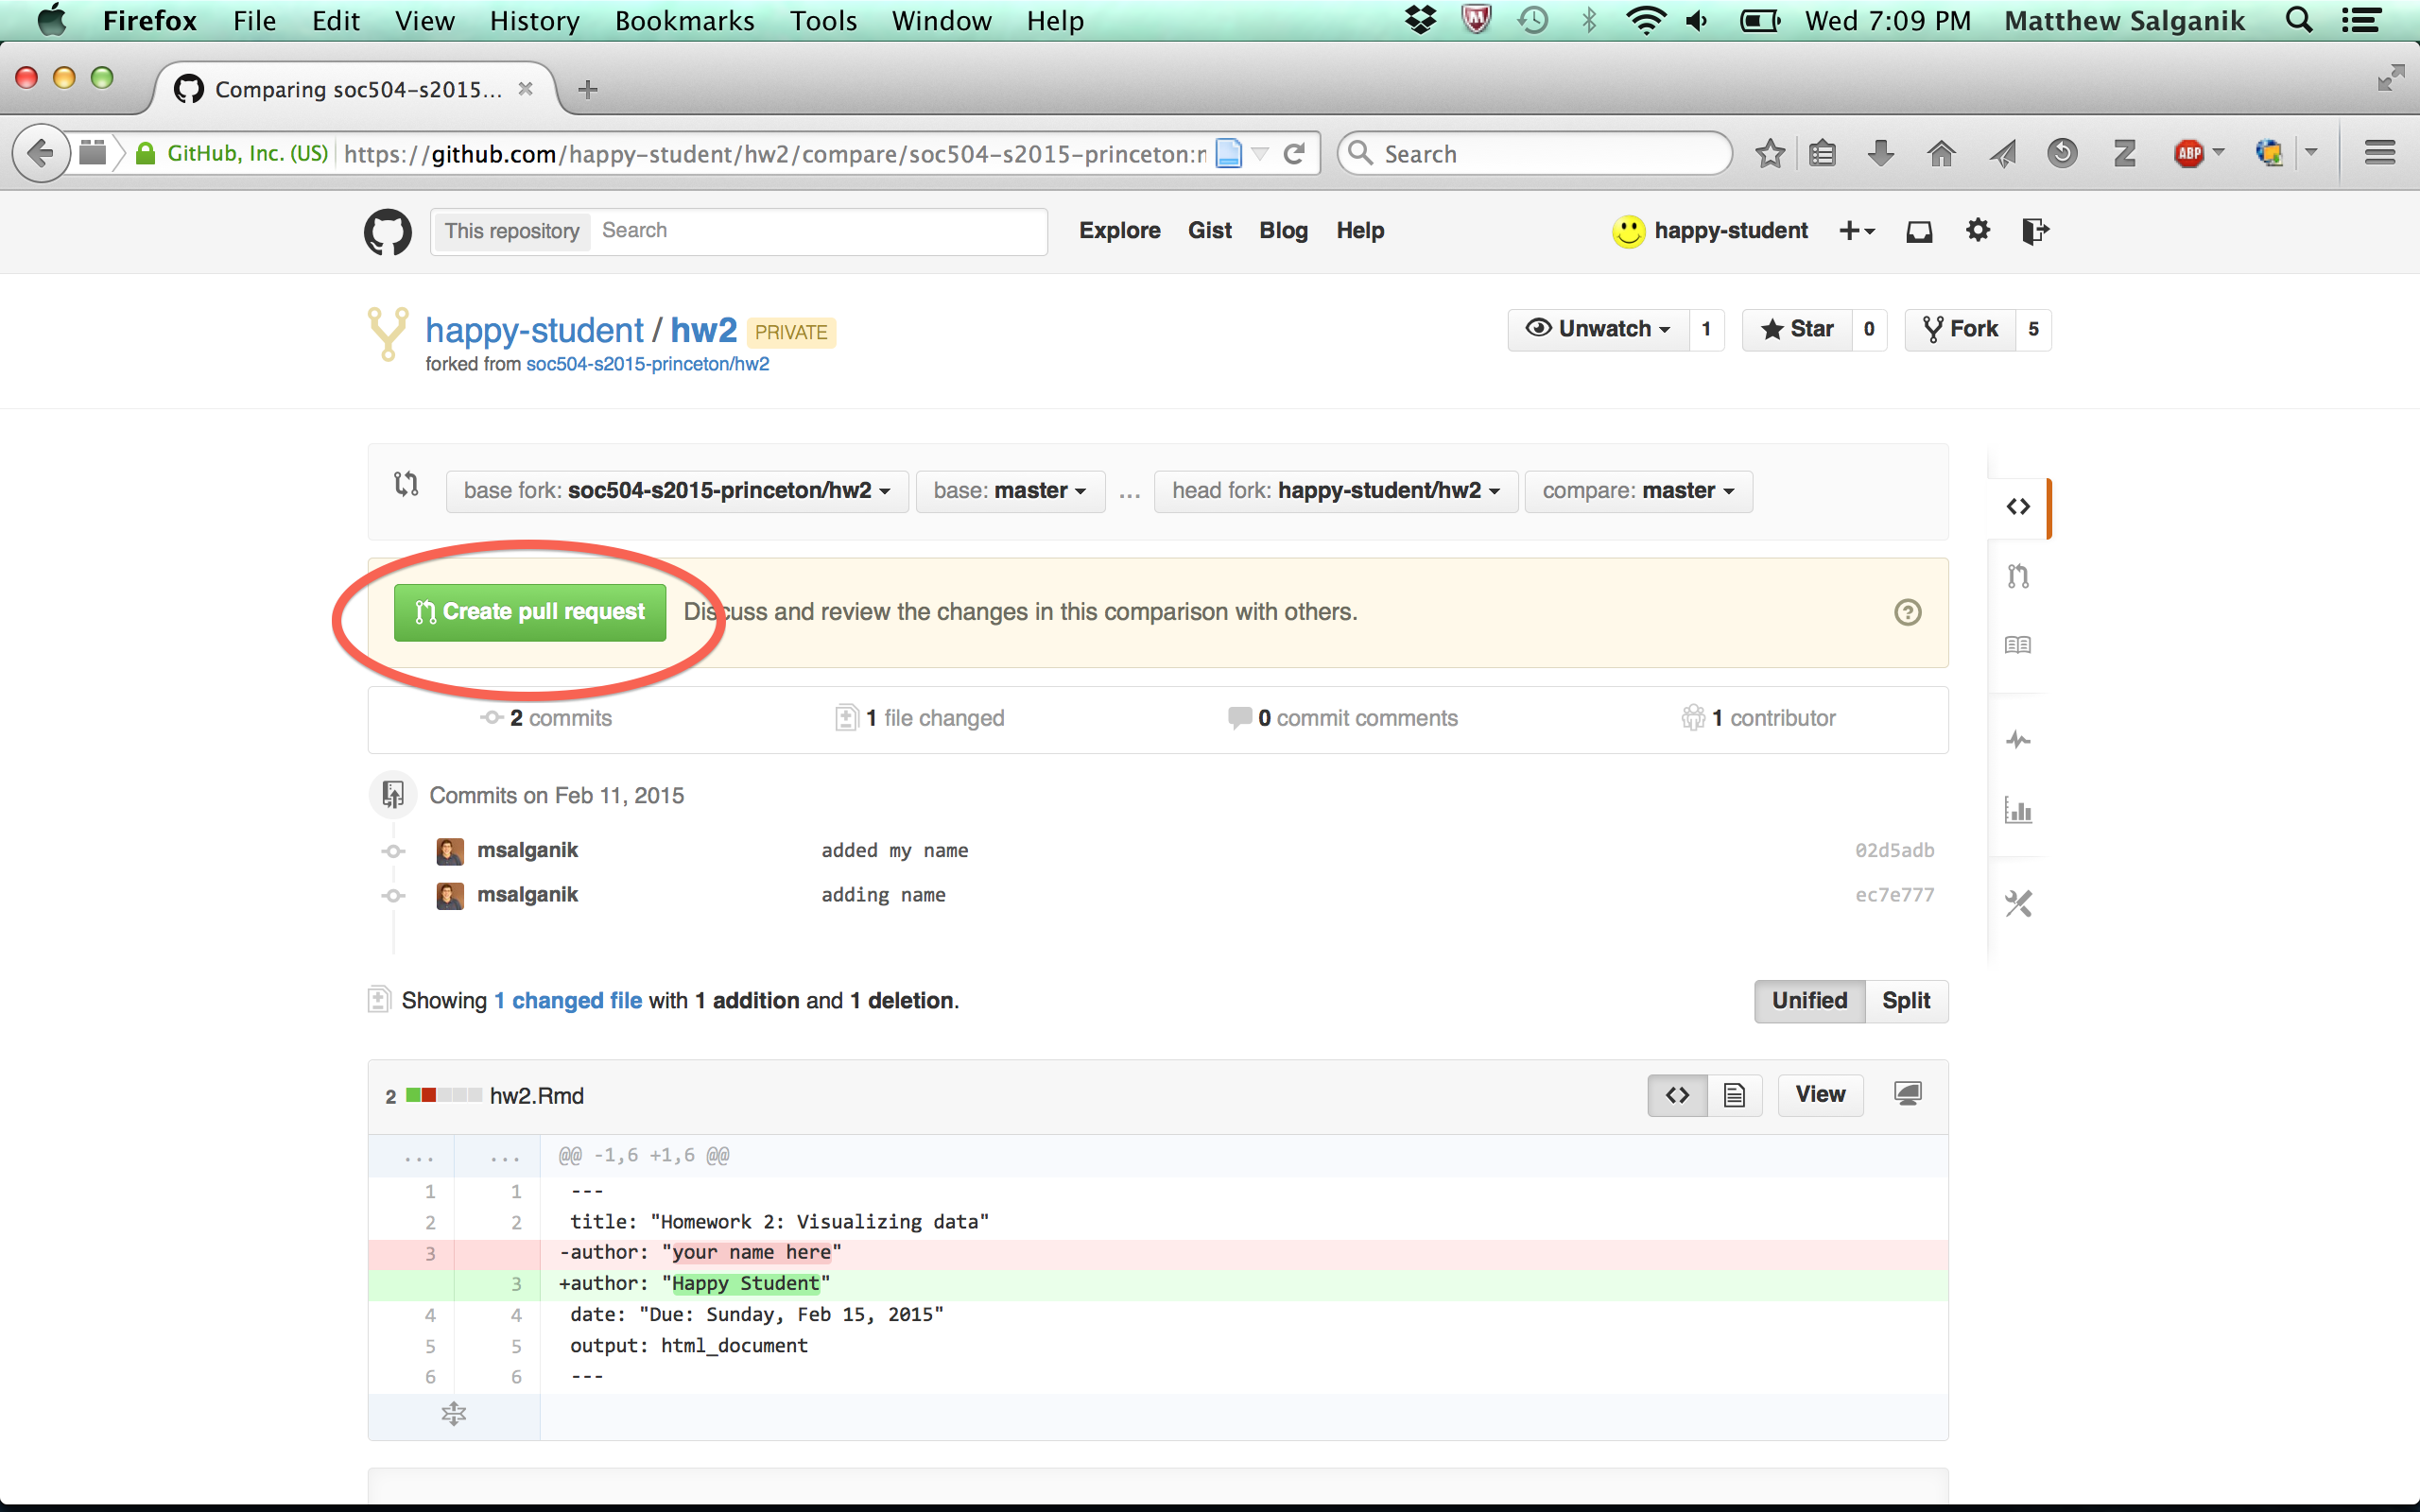 Firefox File Edit View History Bookmarks Tools Window Help Wed 7:09 PM Matthew Salganik
Comparing soc504-s2015...
GitHub, Inc. (US) https://github.com/happy-student/hw2/compare/soc504-s2015-princeton:r Search Z ABP
This repository Search Explore Gist Blog Help happy-student
happy-student / hw2 PRIVATE Unwatch 1 Star 0 Fork 5
forked from soc504-s2015-princeton/hw2
base fork: soc504-s2015-princeton/hw2 base: master ... head fork: happy-student/hw2 compare: master
Create pull request Discuss and review the changes in this comparison with others.
2 commits 1 file changed 0 commit comments 1 contributor
Commits on Feb 11, 2015
msalganik added my name 02d5adb
msalganik adding name ec7e777
Showing 1 changed file with 1 addition and 1 deletion. Unified Split
2 hw2.Rmd View
... ... @@ -1,6 +1,6 @@
1 1 ---
2 2 title: "Homework 2: Visualizing data"
3 -author: "your name here"
3 +author: "Happy Student"
4 4 date: "Due: Sunday, Feb 15, 2015"
5 5 output: html_document
6 6 ---